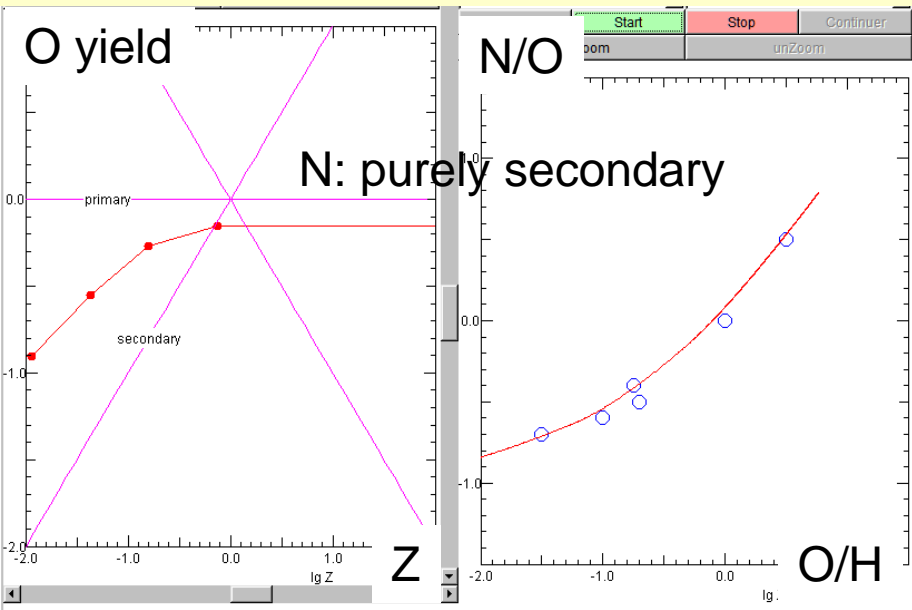 O yield
N/O
Start
Stop
Continuer
oom
unZoom
N: purely secondary
0.0
primary
secondary
-1.0
-2.0
-2.0
-1.0
0.0
1.0
lg Z
Z
1.0
0.0
-1.0
-2.0
-1.0
0.0
lg .
O/H